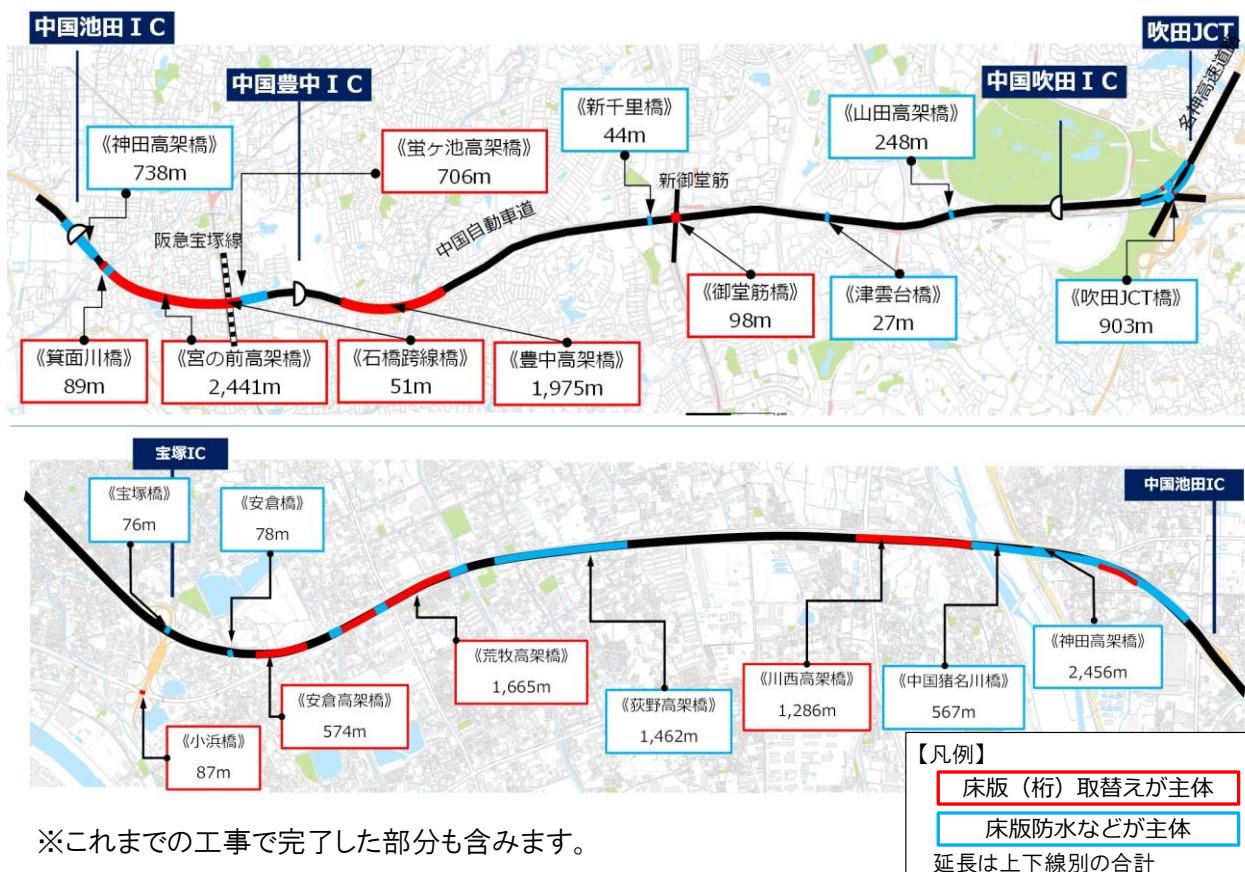 中国池田ＩＣ
中国豊中ＩＣ
中国吹田ＩＣ
吹田JCT
名神高速道路
《神田高架橋》
738m
《蛍ヶ池高架橋》
706m
《新千里橋》
44m
新御堂筋
《山田高架橋》
248m
阪急宝塚線
中国自動車道
《箕面川橋》
89m
《宮の前高架橋》
2,441m
《石橋跨線橋》
51m
《豊中高架橋》
1,975m
《御堂筋橋》
98m
《津雲台橋》
27m
《吹田JCT橋》
903m
宝塚IC
中国池田IC
《宝塚橋》
76m
《安倉橋》
78m
《小浜橋》
87m
《安倉高架橋》
574m
《荒牧高架橋》
1,665m
《荻野高架橋》
1,462m
《川西高架橋》
1,286m
《中国猪名川橋》
567m
《神田高架橋》
2,456m
【凡例】
床版（桁）取替えが主体
床版防水などが主体
延長は上下線別の合計
※これまでの工事で完了した部分も含みます。